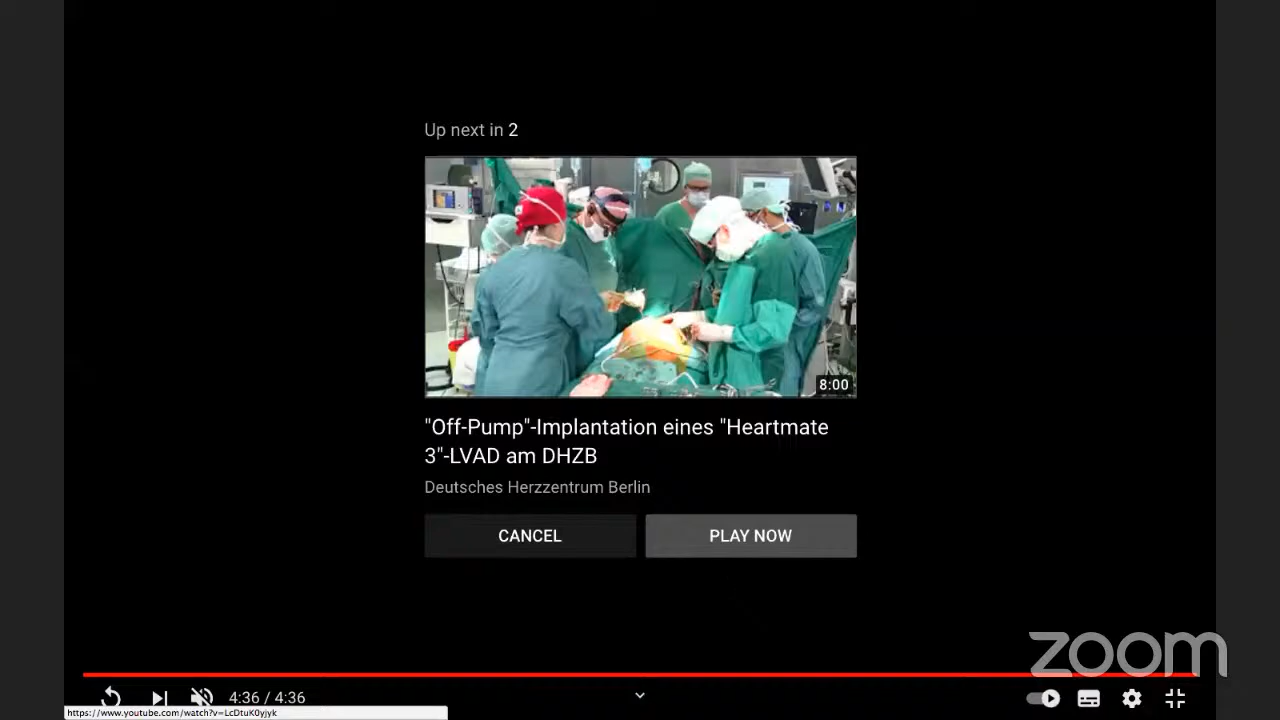 Up next in 2
8:00
"Off-Pump"-Implantation eines "Heartmate
3"-LVAD am DHZB
Deutsches Herzzentrum Berlin
CANCEL
PLAY NOW
zoom
4:36 / 4:36
https://www.youtube.com/watch?v=LcDtuK0yjyk